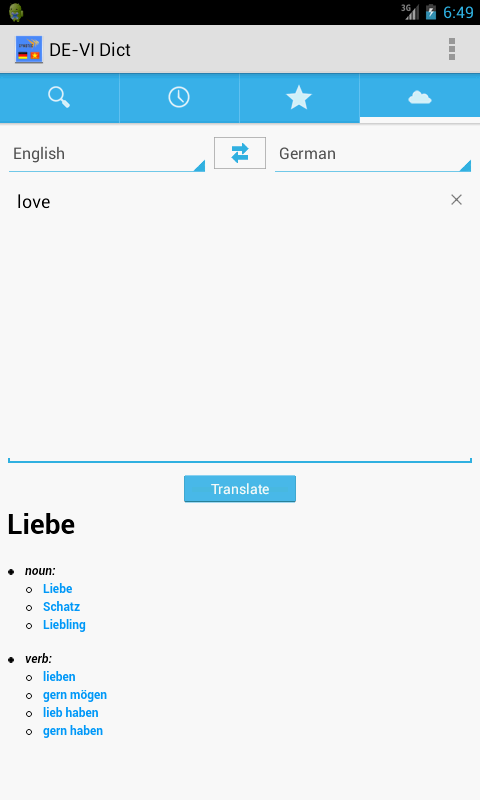 3G 6:49
DE-VI Dict
English German
love
Translate
Liebe
noun:
Liebe
Schatz
Liebling
verb:
lieben
gern mögen
lieb haben
gern haben